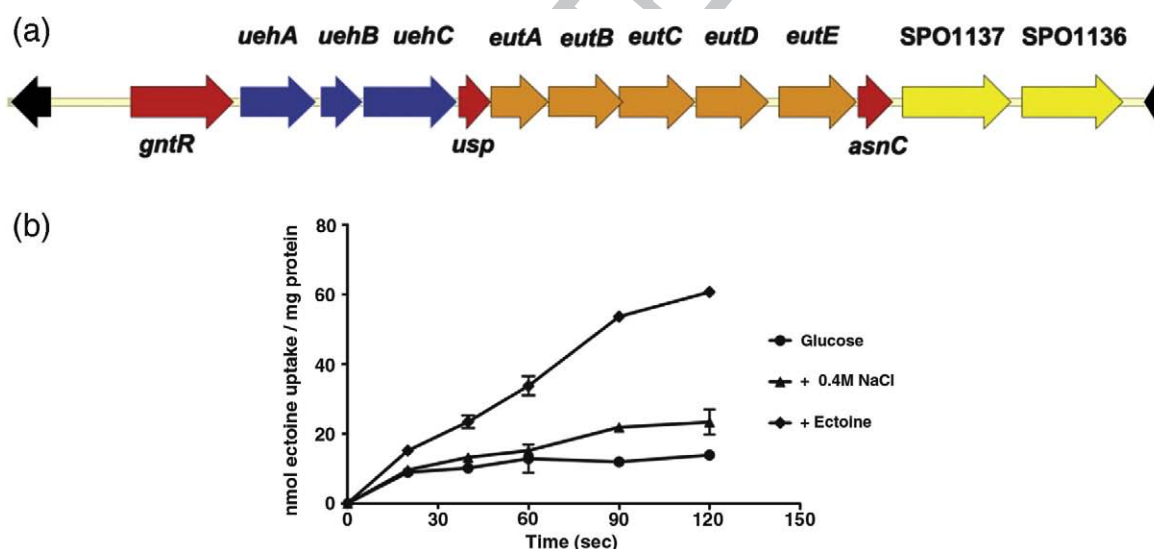 (a)
uehA uehB uehC eutA eutB eutC eutD eutE SPO1137 SPO1136
gntR usp asnC
(b)
nmol ectoine uptake / mg protein
80
60
40
20
0
0 30 60 90 120 150
Time (sec)
Glucose
+ 0.4M NaCl
+ Ectoine